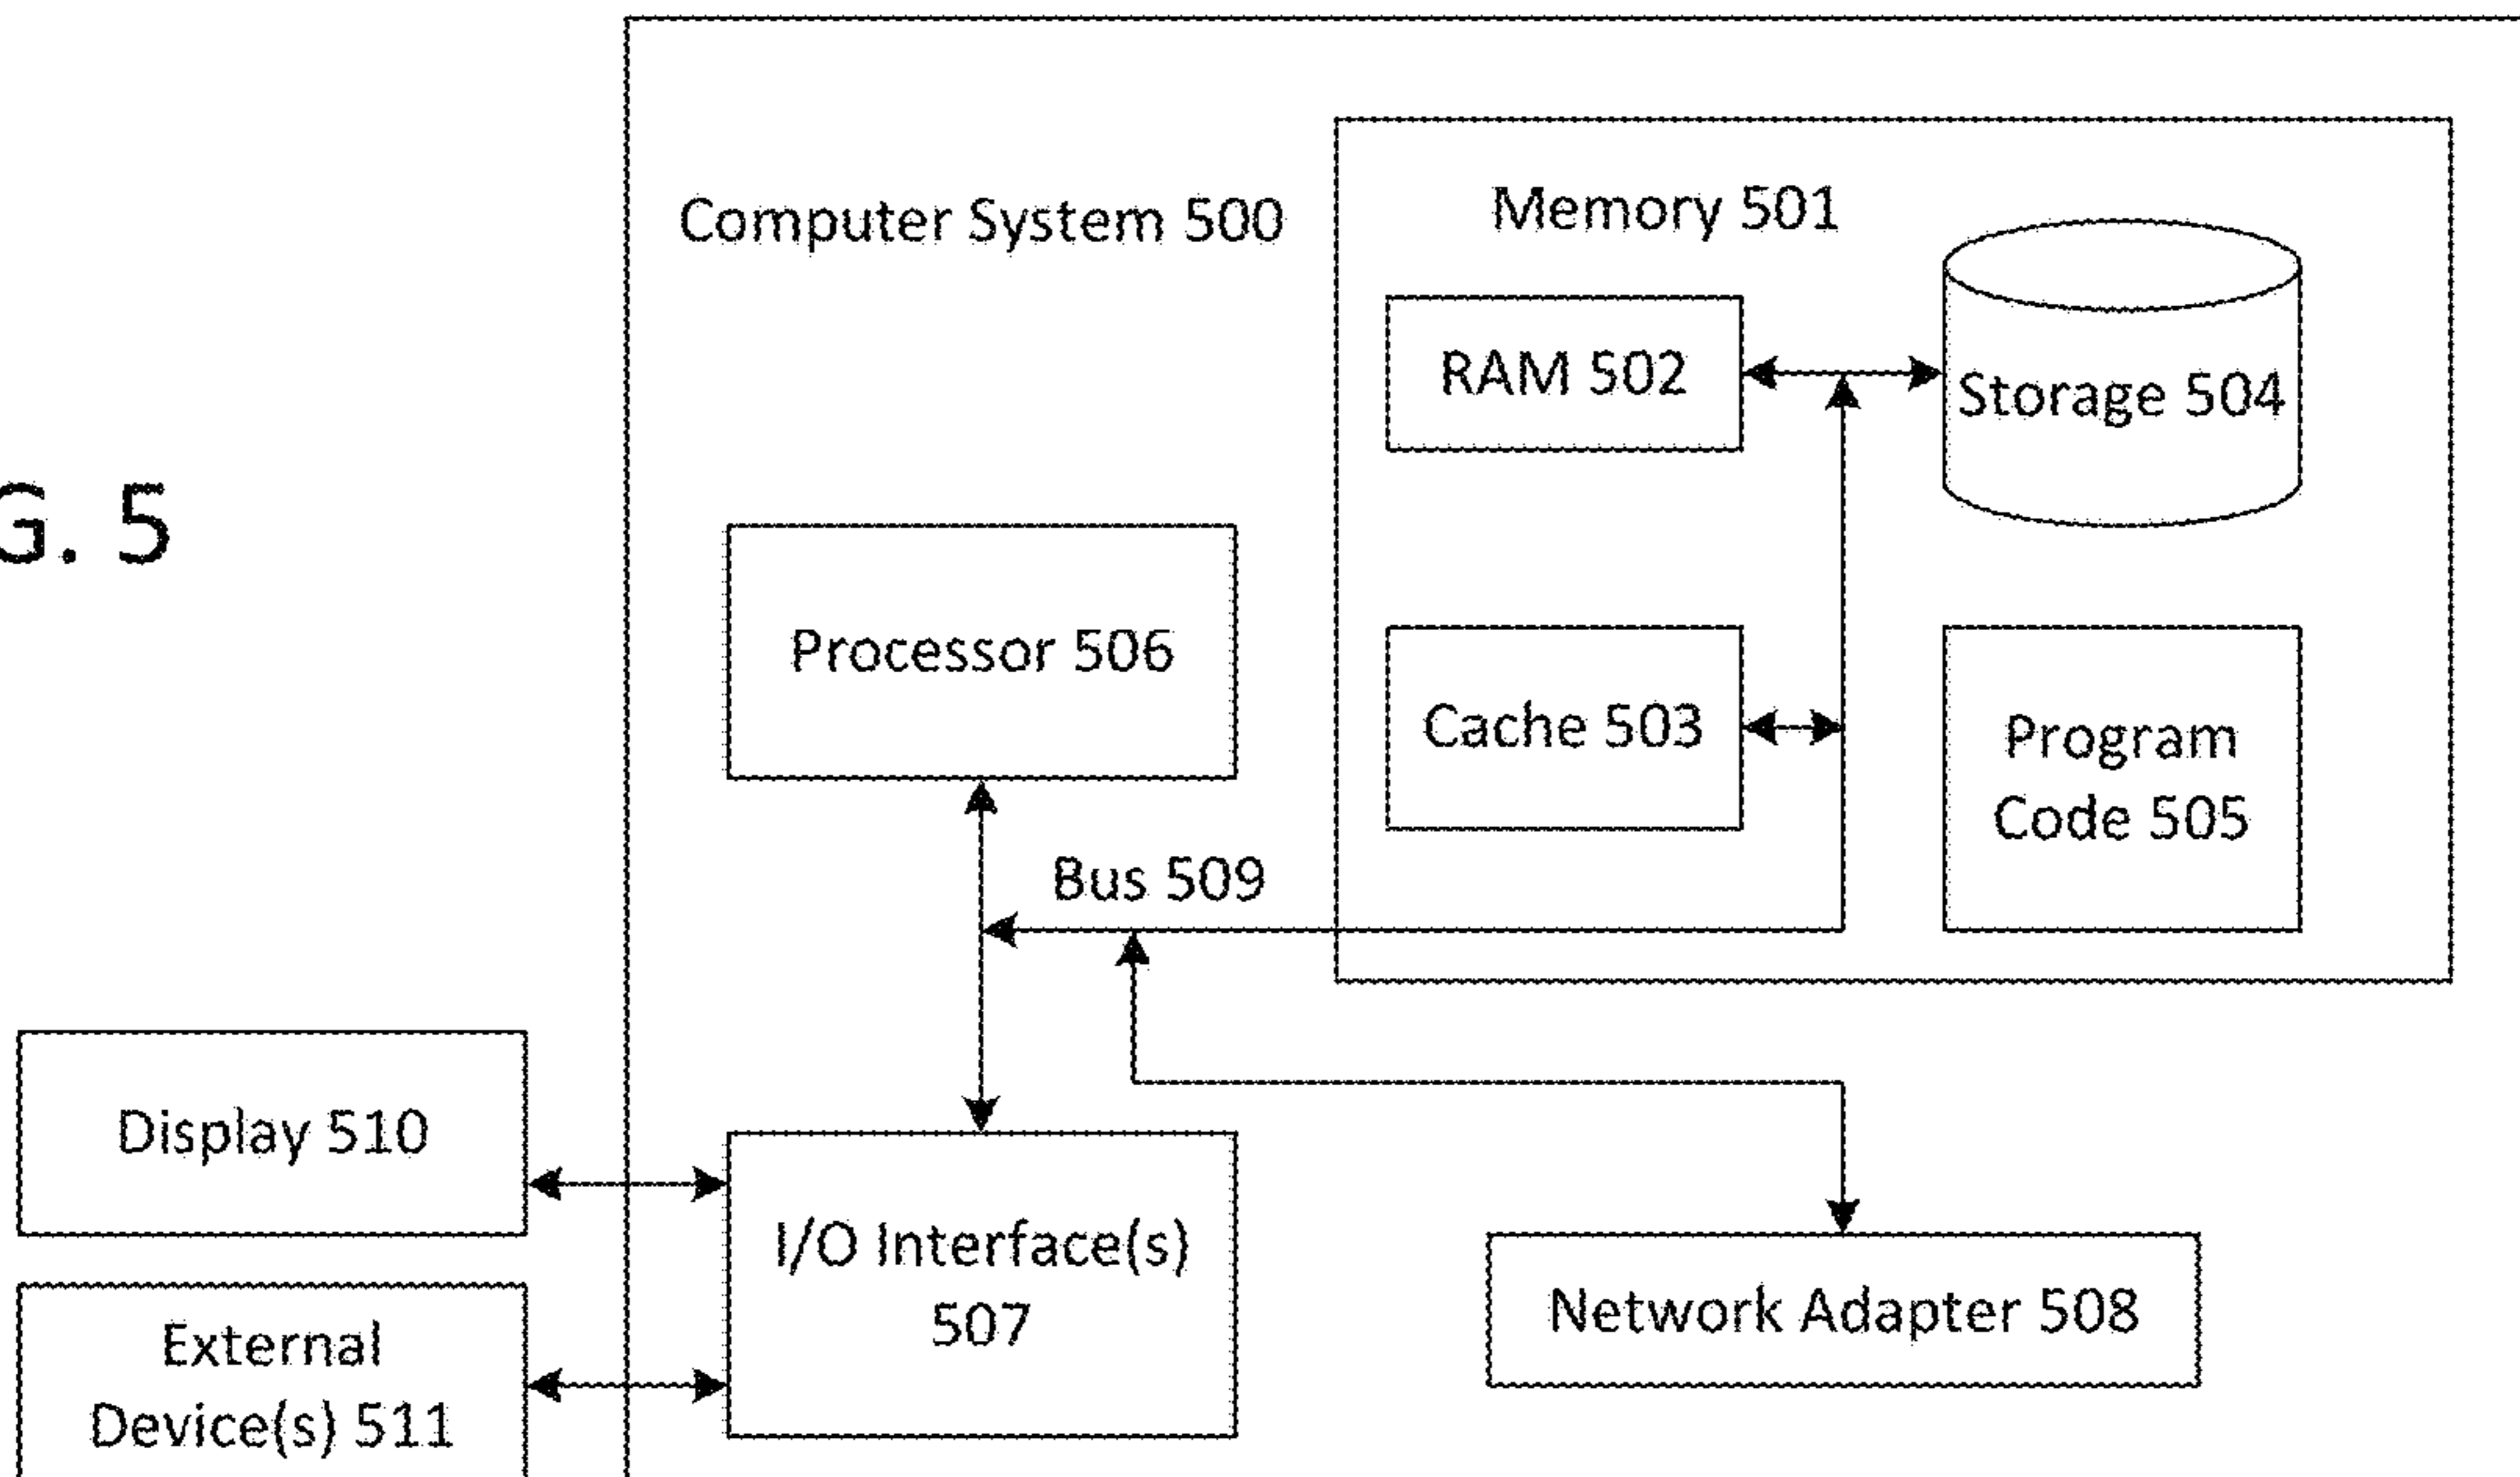 G. 5
Computer System 500
Memory 501
RAM 502
Storage 504
Processor 506
Cache 503
Program
Code 505
Bus 509
Display 510
I/O Interface(s)
507
External
Device(s) 511
Network Adapter 508